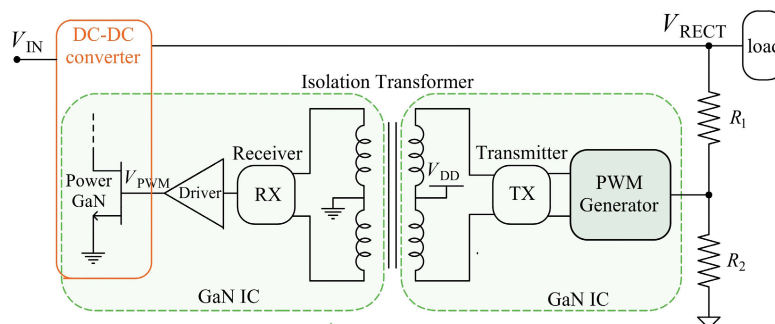 V_IN
DC-DC
converter
V_RECT
load
Isolation Transformer
R_1
Power
GaN
V_PWM
Driver
Receiver
RX
V_DD
Transmitter
TX
PWM
Generator
R_2
GaN IC
GaN IC